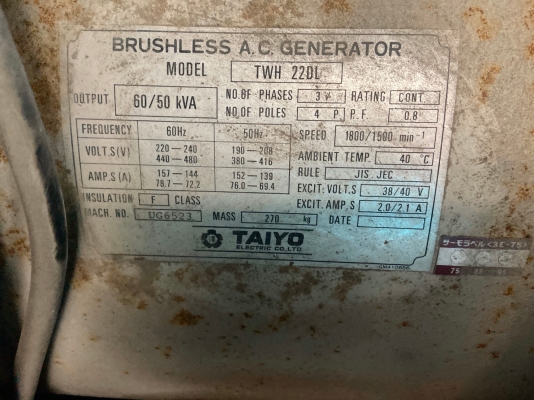 BRUSHLESS A.C. GENERATOR
MODEL TWH 22DL
OUTPUT 60/50 kVA
NO.OF PHASES 3 RATING CONT.
NO.OF POLES 4 P P.F. 0.8
FREQUENCY 60Hz 50Hz
SPEED 1800/1500 min⁻¹
VOLT.S (V) 220-240 190-208
440-480 380-416
AMBIENT TEMP. 40 °C
AMP.S (A) 157-144 152-139
78.7-72.2 76.0-69.4
RULE JIS, JEC
EXCIT. VOLT.S 38/40 V
INSULATION F CLASS
EXCIT. AMP.S 2.0/2.1 A
MACH. NO. UG6523 MASS 270 kg DATE
TAIYO
ELECTRIC CO.,LTD.
サーモラベル<3E-75>
75